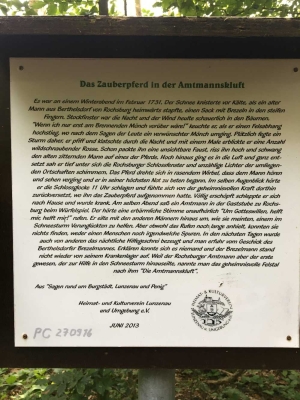 Das Zauberpferd in der Amtmannskluft
Es war an einem Winterabend im Februar 1731. Der Schnee knisterte vor Kälte, als ein alter
Mann aus Berthelsdorf von Rochsburg heimwärts stapfte, einen Sack mit Brezeln in den steifen
Fingern. Stockfinster war die Nacht und der Wind heulte schauerlich in den Bäumen.
"Wenn ich nur erst am Brennenden Mönch vorüber wäre!" keuchte er, als er einen Felsabhang
hochstieg, wo nach dem Sagen der Leute ein verwünschter Mönch umging. Plötzlich fegte ein
Sturm daher, er pfiff und klatschte durch die Nacht und mit einem Male erblickte er eine Anzahl
wildschnaubender Rosse. Schon packte ihn eine unsichtbare Faust, riss ihn hoch und schwang
den alten zitternden Mann auf eines der Pferde. Hoch hinaus ging es in die Luft und ganz ent-
setzt sah er tief unter sich die Rochsburger Schlossfenster und unzählige Lichter der umliegen-
den Ortschaften schimmern. Das Pferd drehte sich in rasendem Wirbel, dass dem Mann hören
und sehen verging und er in seiner höchsten Not zu beten begann. Im selben Augenblick hörte
er die Schlossglocke 11 Uhr schlagen und fühlte sich von der geheimnisvollen Kraft dorthin
zurückversetzt, wo ihn das Zauberpferd aufgenommen hatte. Völlig erschöpft schleppte er sich
nach Hause und wurde krank. Am selben Abend saß ein Amtmann in der Gaststube zu Rochs-
burg beim Würfelspiel. Der hörte eine erbärmliche Stimme unaufhörlich "Um Gotteswillen, helft
mir, helft mir!" rufen. Er eilte mit den anderen Männern hinaus, um wie sie meinten, einem im
Schneesturm Verunglückten zu helfen. Aber obwohl das Rufen noch lange anhielt, konnten sie
nichts finden, weder einen Menschen noch irgendwelche Spuren. In den nächsten Tagen wurde
auch von anderen das nächtliche Hilfsgeschrei bezeugt und man erfuhr vom Geschick des
Berthelsdorfer Brezelmannes. Erklären konnte sich es niemand und der Brezelmann stand
nicht wieder von seinem Krankenlager auf. Weil der Rochsburger Amtmann der erste
gewesen, der zur Hilfe in den Schneesturm hinauseilte, nannte man das geheimnisvolle Felstal
nach ihm "Die Amtmannskluft".
Aus "Sagen rund um Burgstädt, Lunzenau und Penig"
Heimat- und Kulturverein Lunzenau
und Umgebung e.V.
JUNI 2013
PC 270976